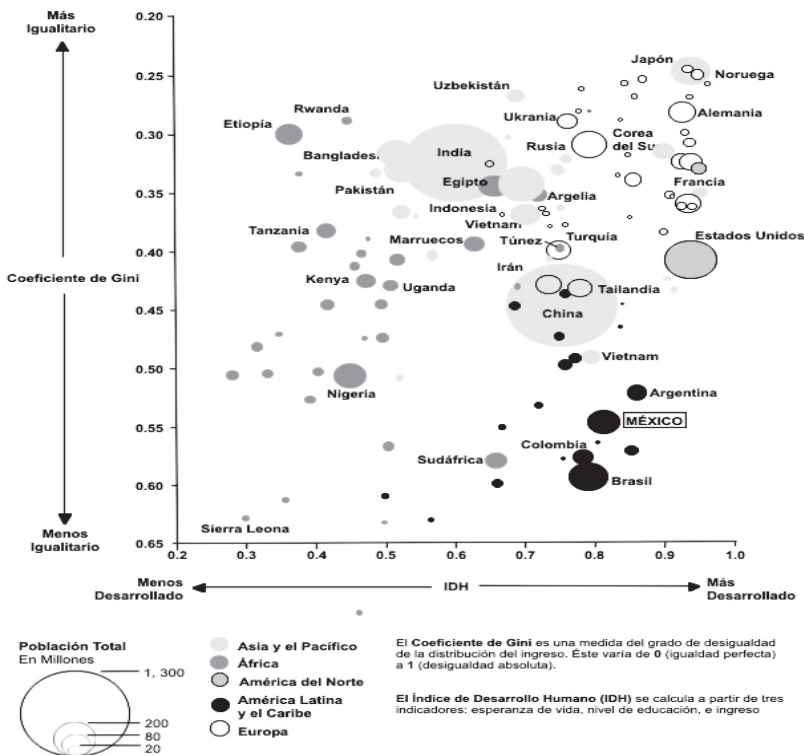 Más
Igualitario
0.20
0.25
0.30
0.35
0.40
0.45
0.50
0.55
0.60
0.65
Coeficiente de Gini
Menos
Igualitario
Japón
Noruega
Uzbekistán
Rwanda
Etiopía
Ukrania
Alemania
Rusia
Corea
del Su
Bangladesh
India
Pakistán
Egipto
Argelia
Francia
Indonesia
Vietnam
Tanzania
Marruecos
Túnez
Turquía
Estados Unidos
Irán
Kenya
Uganda
Tailandia
China
Vietnam
Nigeria
Argentina
MÉXICO
Colombia
Sudáfrica
Brasil
Sierra Leona
0.2 0.3 0.4 0.5 0.6 0.7 0.8 0.9 1.0
Menos
Desarrollado
IDH
Más
Desarrollado
Población Total
En Millones
1, 300
200
80
20
Asia y el Pacífico
África
América del Norte
América Latina
y el Caribe
Europa
El Coeficiente de Gini es una medida del grado de desigualdad
de la distribución del ingreso. Éste varía de 0 (igualdad perfecta)
a 1 (desigualdad absoluta).
El Índice de Desarrollo Humano (IDH) se calcula a partir de tres
indicadores: esperanza de vida, nivel de educación, e ingreso